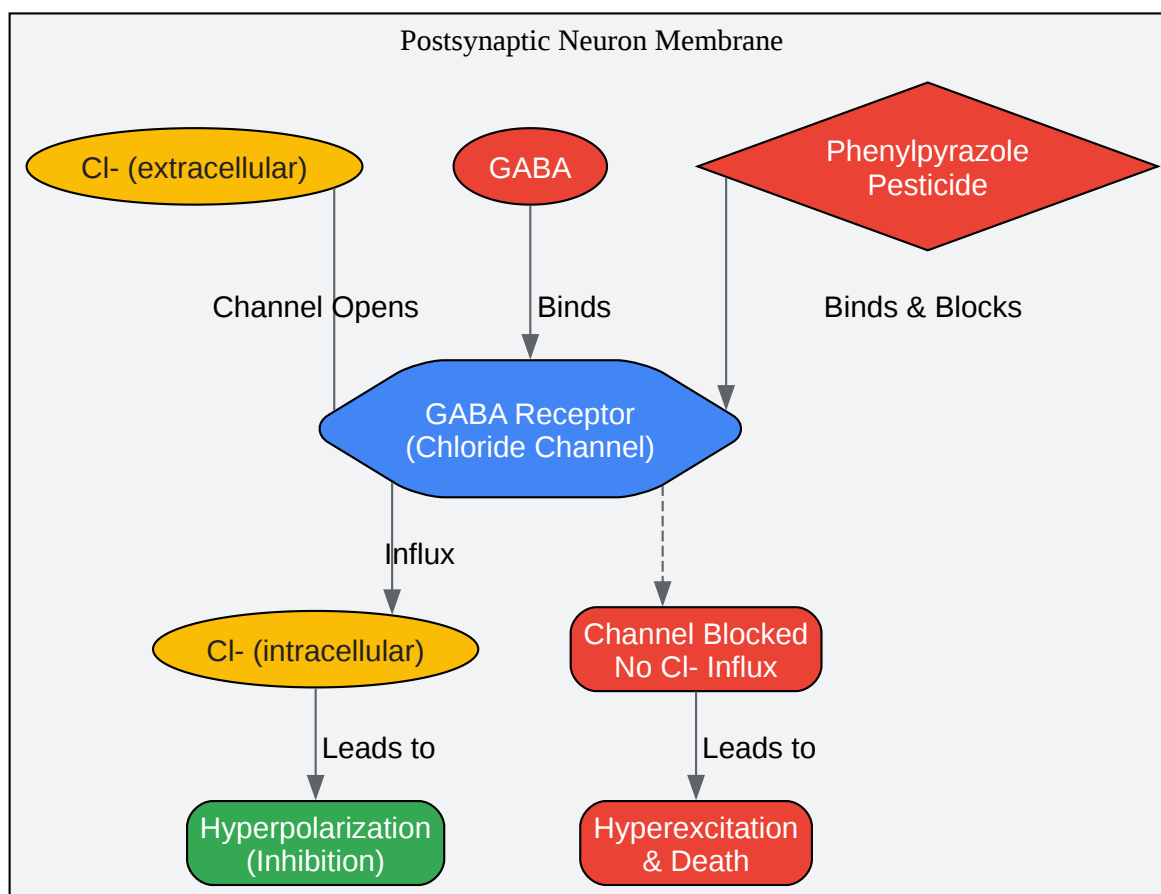 Postsynaptic Neuron Membrane
Cl- (extracellular)
GABA
Phenylpyrazole
Pesticide
Channel Opens
Binds
Binds & Blocks
GABA Receptor
(Chloride Channel)
Influx
Cl- (intracellular)
Channel Blocked
No Cl- Influx
Leads to
Leads to
Hyperpolarization
(Inhibition)
Hyperexcitation
& Death